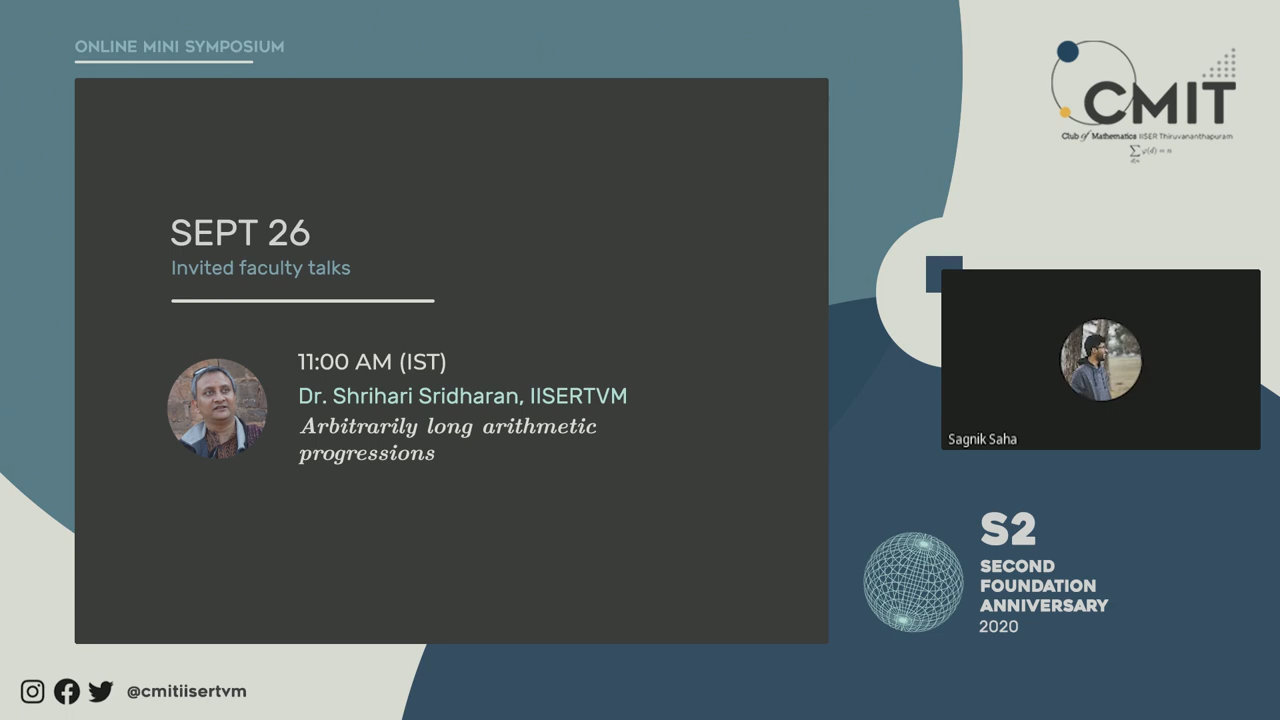 ONLINE MINI SYMPOSIUM
CMIT
Club of Mathematics IISER Thiruvananthapuram
∑ φ(d) = n
d|n
SEPT 26
Invited faculty talks
11:00 AM (IST)
Dr. Shrihari Sridharan, IISERTVM
Arbitrarily long arithmetic
progressions
Sagnik Saha
S2
SECOND
FOUNDATION
ANNIVERSARY
2020
@cmitiisertvm